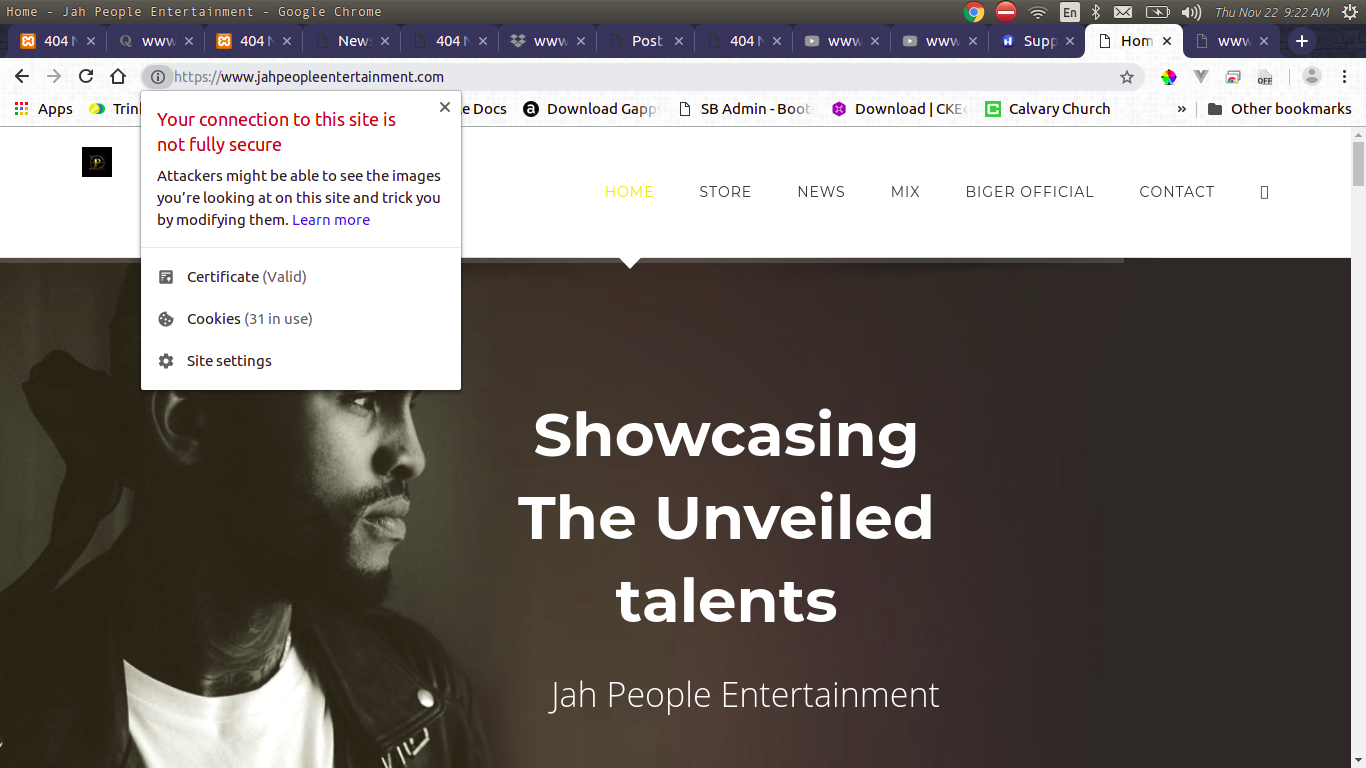 Home - Jah People Entertainment - Google Chrome
En
Thu Nov 22 9:22 AM
404
www
404
News
404
www
Post
404
www
www
Supp
Hom
www
https://www.jahpeopleentertainment.com
OFF
Apps
Docs
Download Gapps
SB Admin - Boots
Download | CKE
Calvary Church
»
Other bookmarks
Your connection to this site is
not fully secure
Attackers might be able to see the images
you're looking at on this site and trick you
by modifying them. Learn more
Certificate (Valid)
Cookies (31 in use)
Site settings
P
HOME
STORE
NEWS
MIX
BIGER OFFICIAL
CONTACT
Showcasing
The Unveiled
talents
Jah People Entertainment